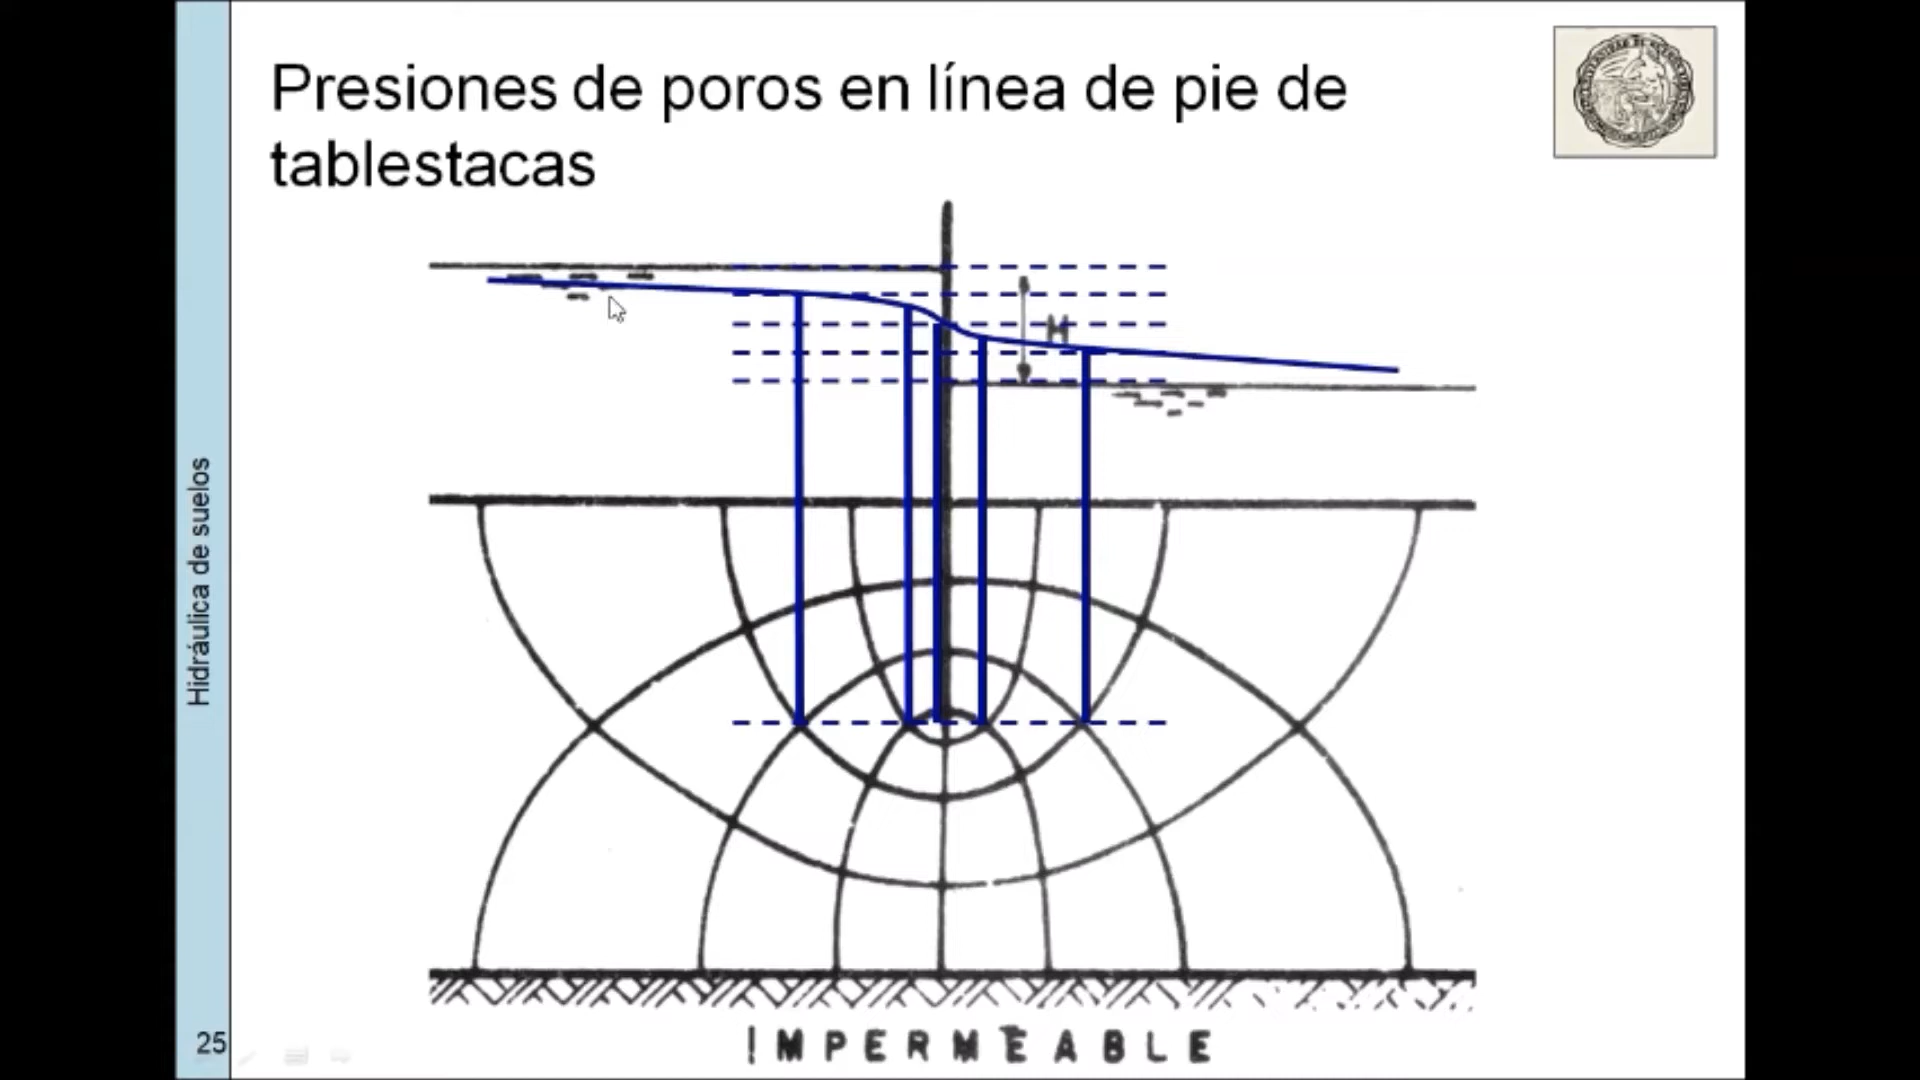 Presiones de poros en línea de pie de
tablestacas
H
Hidráulica de suelos
IMPERMEABLE
25